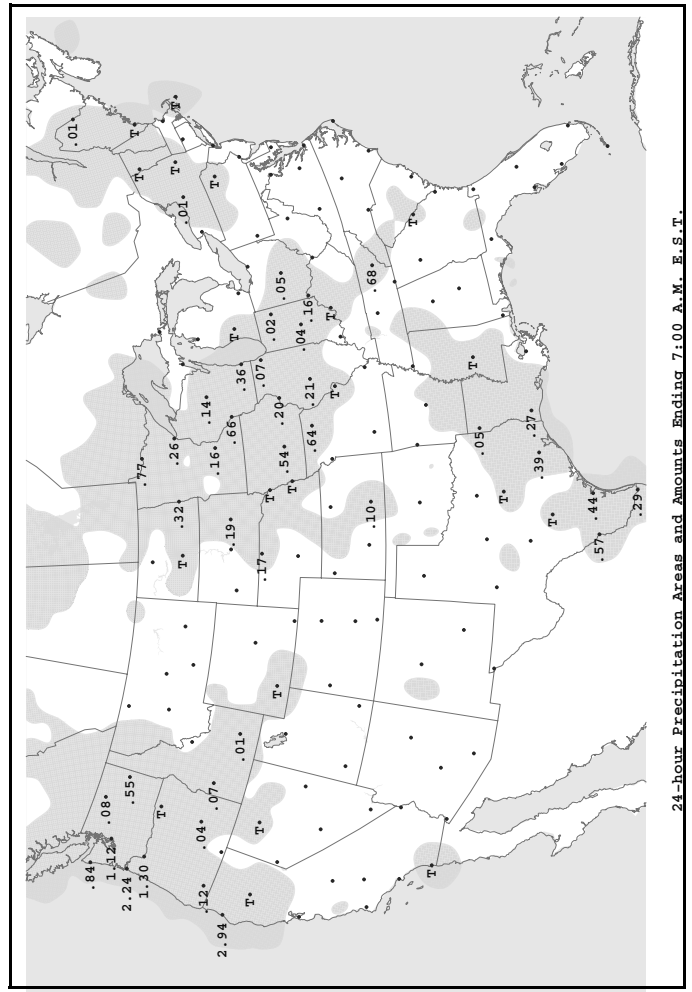 .01
.84
.08
1.12
2.24
.55
T
T
.77
1.30
T
.26
T
T
.32
.01
T
.04
.12
.14
.07
.16
T
2.94
.19
.66
T
.01
.36
T
T
.07
.17
.02
T
T
.20
.05
.54
T
.04
.16
.21
.64
T
T
.10
.68
T
T
T
.05
T
.27
.39
T
.44
.57
.29
24-hour Precipitation Areas and Amounts Ending 7:00 A.M. E.S.T.